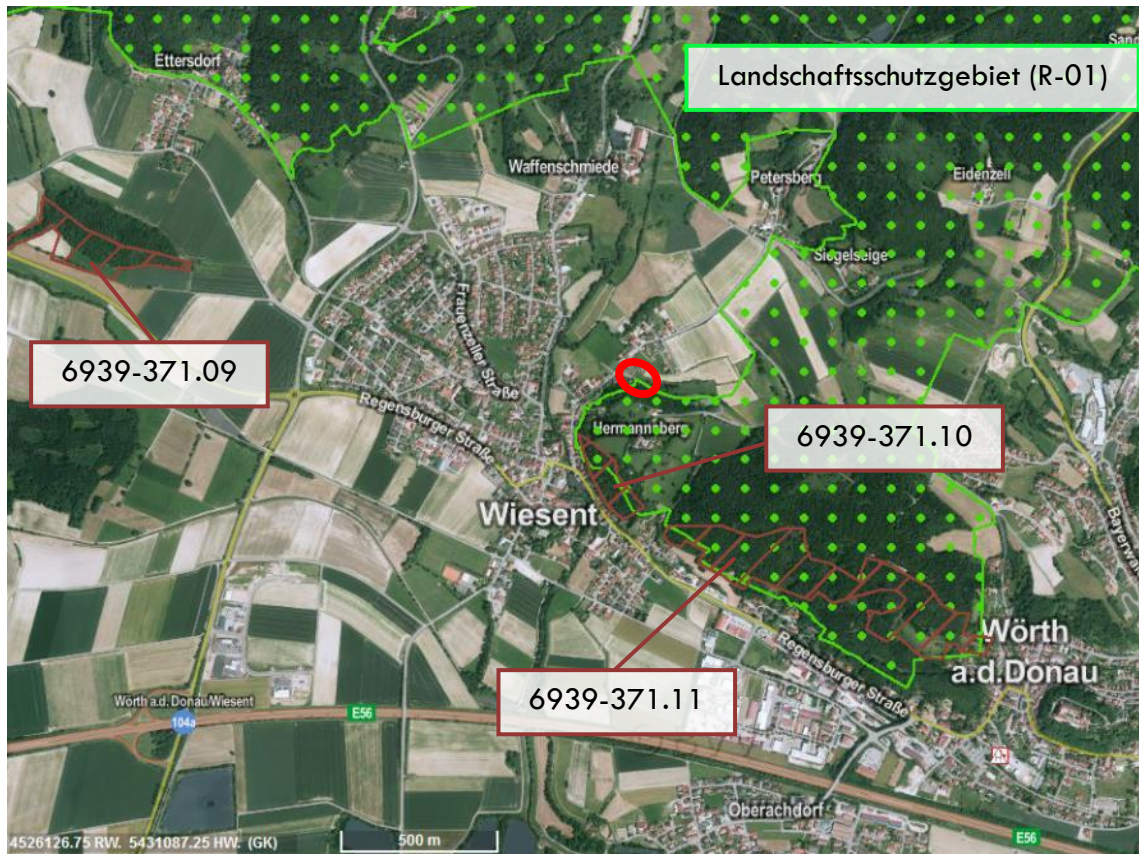 Sand
Ettersdorf
Landschaftsschutzgebiet (R-01)
Waffenschmiede
Petersberg
Eidenzell
Siegelseige
Frauenzeller Straße
6939-371.09
Regensburger Straße
Hermannsberg
6939-371.10
Wiesent
Bayerwal
Wörth
a.d.Donau
6939-371.11
Regensburger Straße
Wörth a.d. Donau/Wiesent
104a
E56
Oberachdorf
E56
4526126.75 RW. 5431087.25 HW. (GK)
500 m